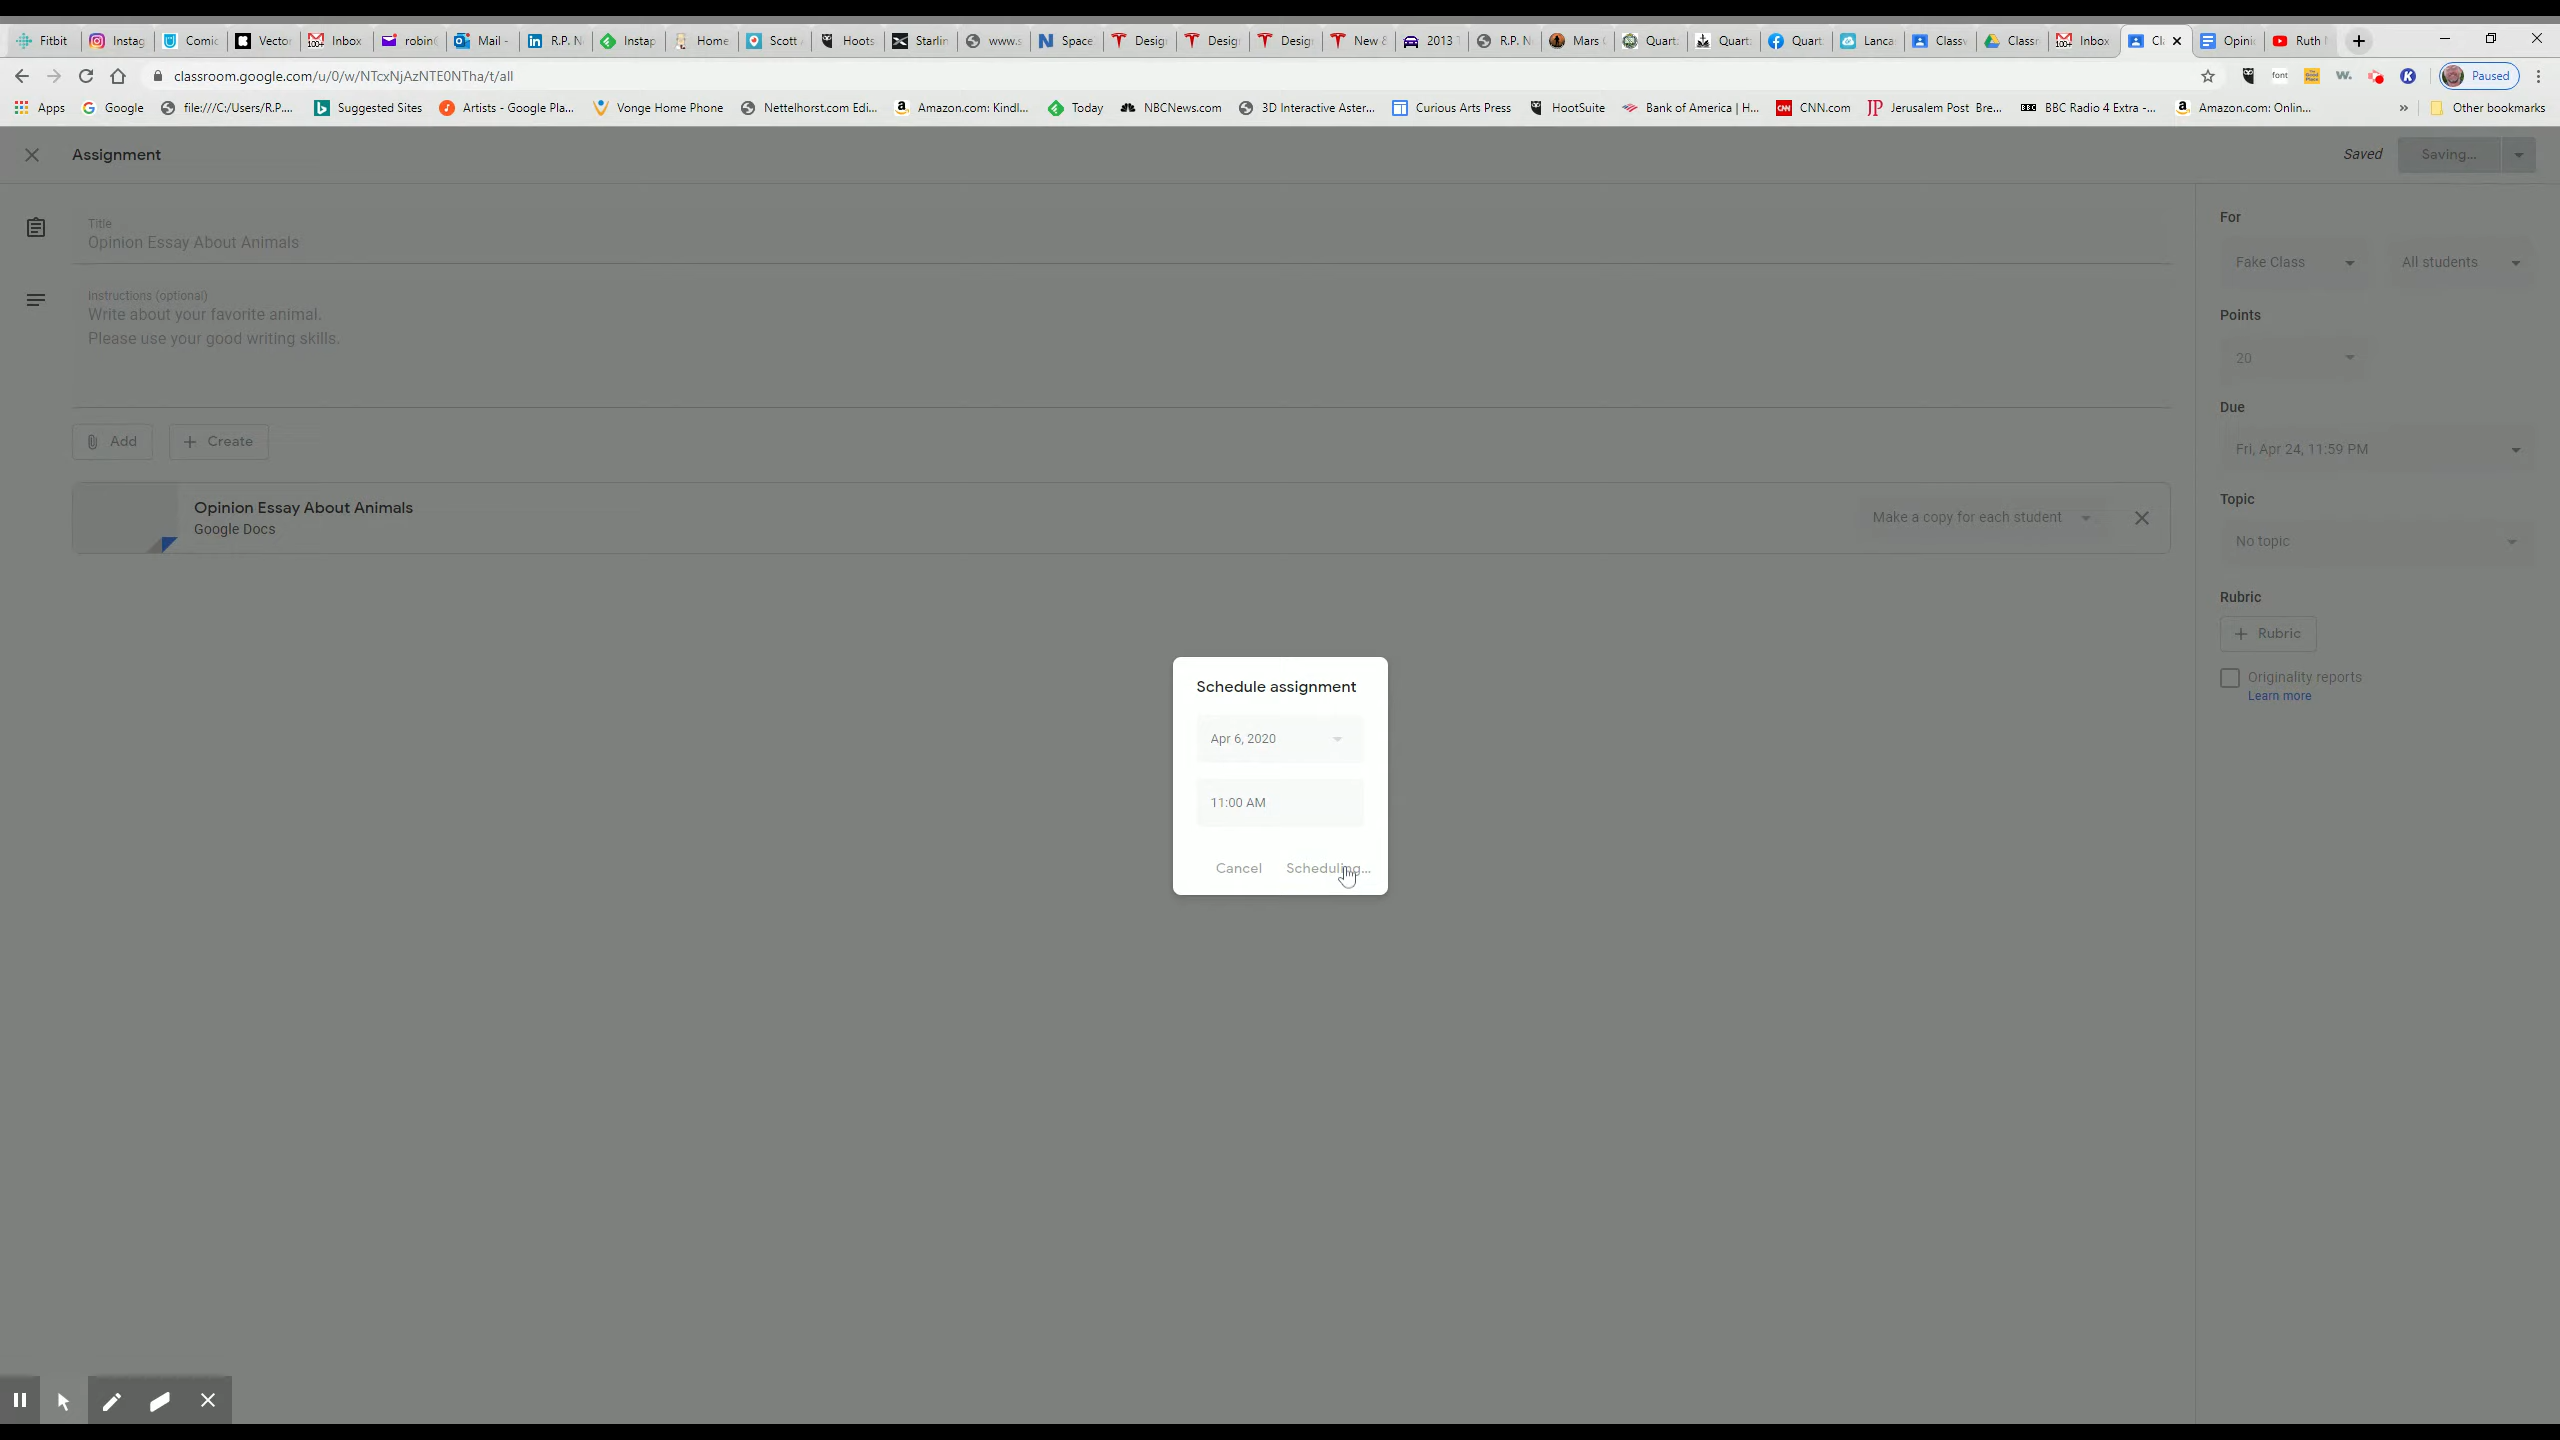 Fitbit Instag Comic Vector Inbox robin Mail - R.P. N Instap Home Scott Hoots Starlin www.s Space Desig Desig Desig New & 2013 T R.P. N Mars Quart Quart Quart Lanca Classv Classr Inbox Cl Opini Ruth
classroom.google.com/u/0/w/NTcxNjAzNTE0NTha/t/all font Paused
Apps Google file:///C:/Users/R.P.... Suggested Sites Artists - Google Pla... Vonge Home Phone Nettelhorst.com Edi... Amazon.com: Kindl... Today NBCNews.com 3D Interactive Aster... Curious Arts Press HootSuite Bank of America | H... CNN.com Jerusalem Post Bre... BBC Radio 4 Extra -... Amazon.com: Onlin... » Other bookmarks
Assignment
Saved
Saving...
Title
Opinion Essay About Animals
Instructions (optional)
Write about your favorite animal.
Please use your good writing skills.
Add
Create
Opinion Essay About Animals
Google Docs
Make a copy for each student
For
Fake Class
All students
Points
20
Due
Fri, Apr 24, 11:59 PM
Topic
No topic
Rubric
Rubric
Originality reports
Learn more
Schedule assignment
Apr 6, 2020
11:00 AM
Cancel
Scheduling...